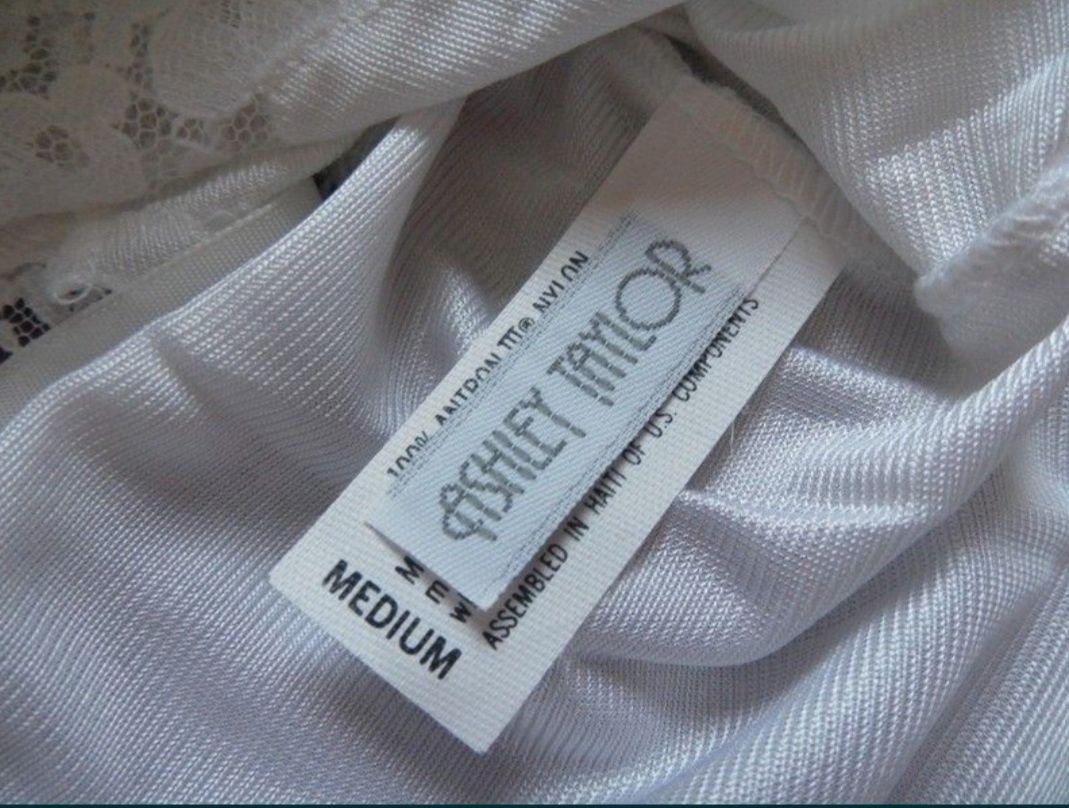 100% ANTRON III® NYLON
ASHLEY TAYLOR
ASSEMBLED IN HAITI OF U.S. COMPONENTS
M
E
W
MEDIUM